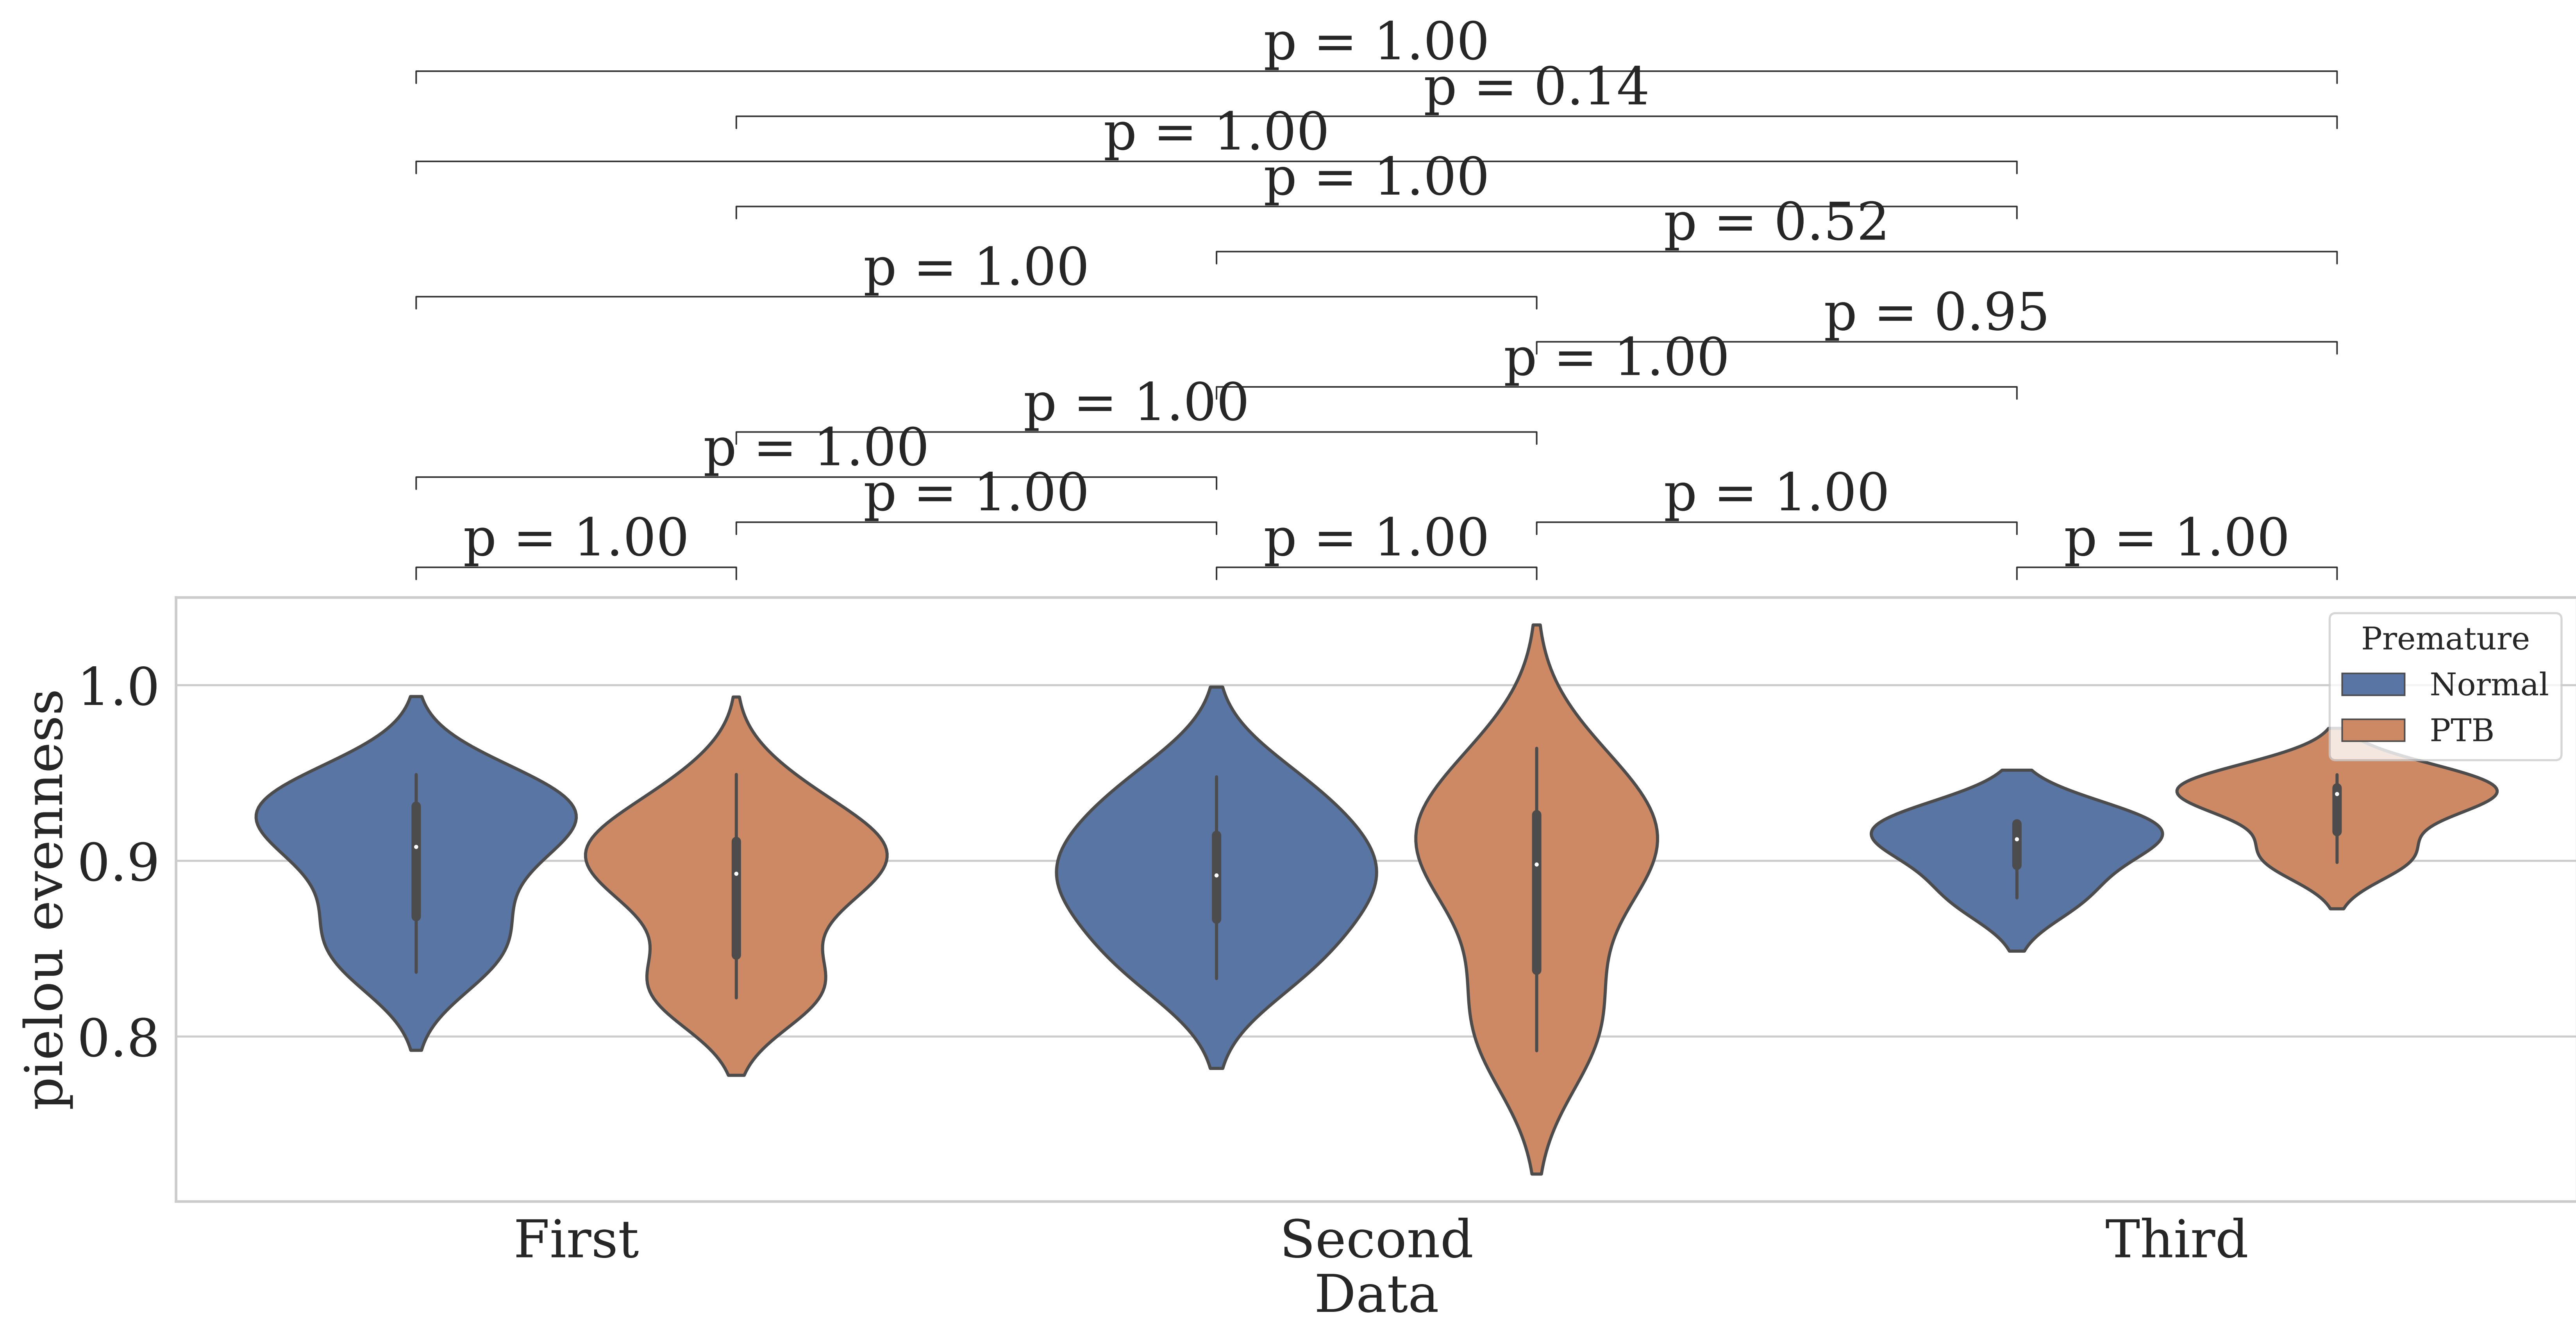 p = 1.00
p = 0.14
p = 1.00
p = 1.00
p = 0.52
p = 1.00
p = 0.95
p = 1.00
p = 1.00
p = 1.00
p = 1.00
p = 1.00
p = 1.00
p = 1.00
p = 1.00
Premature
Normal
PTB
pielou evenness
1.0
0.9
0.8
First
Second
Third
Data